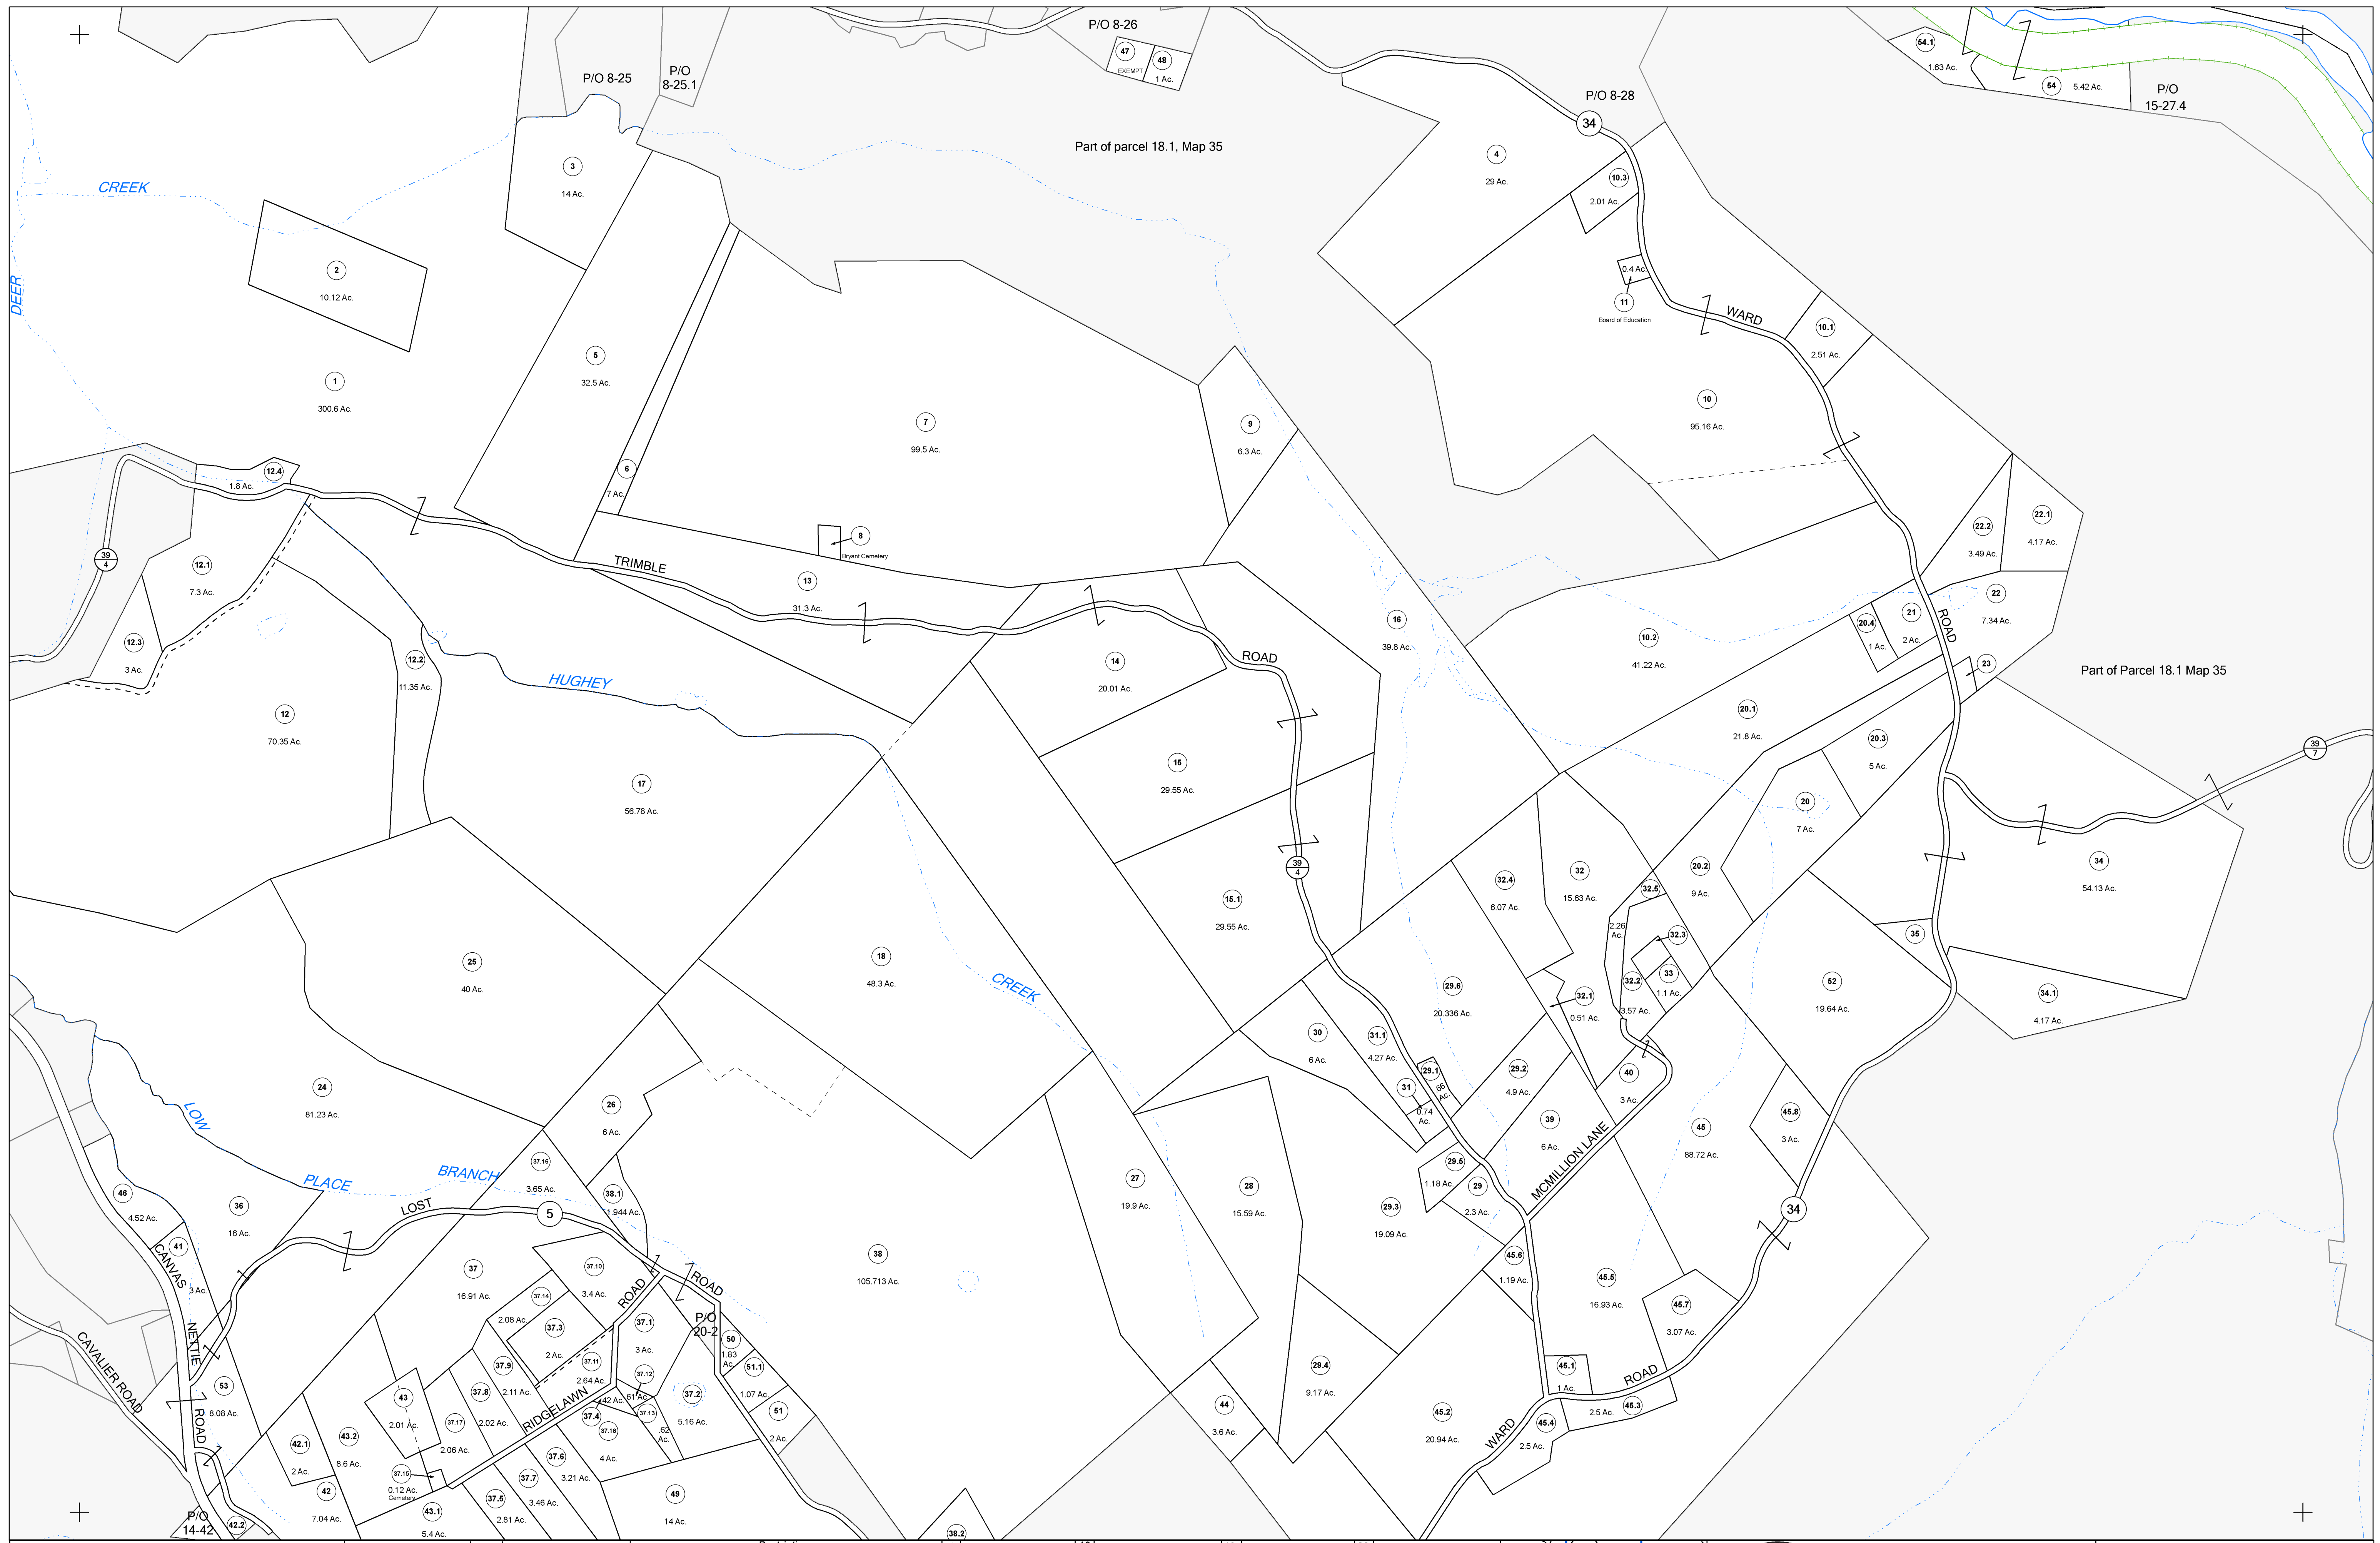 P/O 8-26
47
EXEMPT
48
1 Ac.
54.1
1.63 Ac.
54
5.42 Ac.
P/O
15-27.4
P/O 8-25
P/O
8-25.1
P/O 8-28
34
Part of parcel 18.1, Map 35
3
14 Ac.
4
29 Ac.
10.3
2.01 Ac.
CREEK
DEER
2
10.12 Ac.
0.4 Ac.
11
Board of Education
WARD
10.1
2.51 Ac.
1
300.6 Ac.
5
32.5 Ac.
7
99.5 Ac.
9
6.3 Ac.
10
95.16 Ac.
6
7 Ac.
12.4
1.8 Ac.
8
Bryant Cemetery
39
4
12.1
7.3 Ac.
TRIMBLE
13
31.3 Ac.
22.2
3.49 Ac.
22.1
4.17 Ac.
22
7.34 Ac.
21
2 Ac.
20.4
1 Ac.
ROAD
23
16
39.8 Ac.
10.2
41.22 Ac.
12.3
3 Ac.
12.2
11.35 Ac.
HUGHEY
14
20.01 Ac.
ROAD
Part of Parcel 18.1 Map 35
12
70.35 Ac.
20.1
21.8 Ac.
20.3
5 Ac.
39
7
17
56.78 Ac.
15
29.55 Ac.
20
7 Ac.
39
4
34
54.13 Ac.
32.4
6.07 Ac.
32
15.63 Ac.
32.5
2.26
Ac.
20.2
9 Ac.
15.1
29.55 Ac.
35
32.3
25
40 Ac.
18
48.3 Ac.
CREEK
29.6
20.336 Ac.
32.1
0.51 Ac.
32.2
3.57 Ac.
33
1.1 Ac.
52
19.64 Ac.
34.1
4.17 Ac.
30
6 Ac.
31.1
4.27 Ac.
29.1
.66
Ac.
31
0.74
Ac.
29.2
4.9 Ac.
40
3 Ac.
24
81.23 Ac.
LOW
26
6 Ac.
39
6 Ac.
MCMILLION LANE
45
88.72 Ac.
45.8
3 Ac.
PLACE
BRANCH
37.16
3.65 Ac.
38.1
1.944 Ac.
27
19.9 Ac.
28
15.59 Ac.
29.5
1.18 Ac.
29
2.3 Ac.
29.3
19.09 Ac.
46
4.52 Ac.
36
16 Ac.
LOST
5
34
41
3 Ac.
CANVAS
37
16.91 Ac.
37.10
3.4 Ac.
ROAD
ROAD
38
105.713 Ac.
45.6
1.19 Ac.
45.5
16.93 Ac.
45.7
3.07 Ac.
37.14
2.08 Ac.
37.3
2 Ac.
37.1
3 Ac.
P/O
20-2
50
1.83
Ac.
NETTIE
CAVALIER ROAD
37.9
2.11 Ac.
37.11
2.64 Ac.
37.12
.61 Ac.
51.1
1.07 Ac.
29.4
9.17 Ac.
45.1
1 Ac.
ROAD
45.3
2.5 Ac.
53
8.08 Ac.
43
2.01 Ac.
37.8
2.02 Ac.
RIDGELAWN
.42 Ac.
37.4
37.13
.62
Ac.
37.2
5.16 Ac.
51
2 Ac.
44
3.6 Ac.
45.2
20.94 Ac.
WARD
45.4
2.5 Ac.
ROAD
42.1
2 Ac.
43.2
8.6 Ac.
37.17
2.06 Ac.
37.18
4 Ac.
37.6
3.21 Ac.
37.15
0.12 Ac.
Cemetery
42
7.04 Ac.
37.7
3.46 Ac.
37.5
2.81 Ac.
49
14 Ac.
43.1
5.4 Ac.
P/O
14-42
42.2
38.2